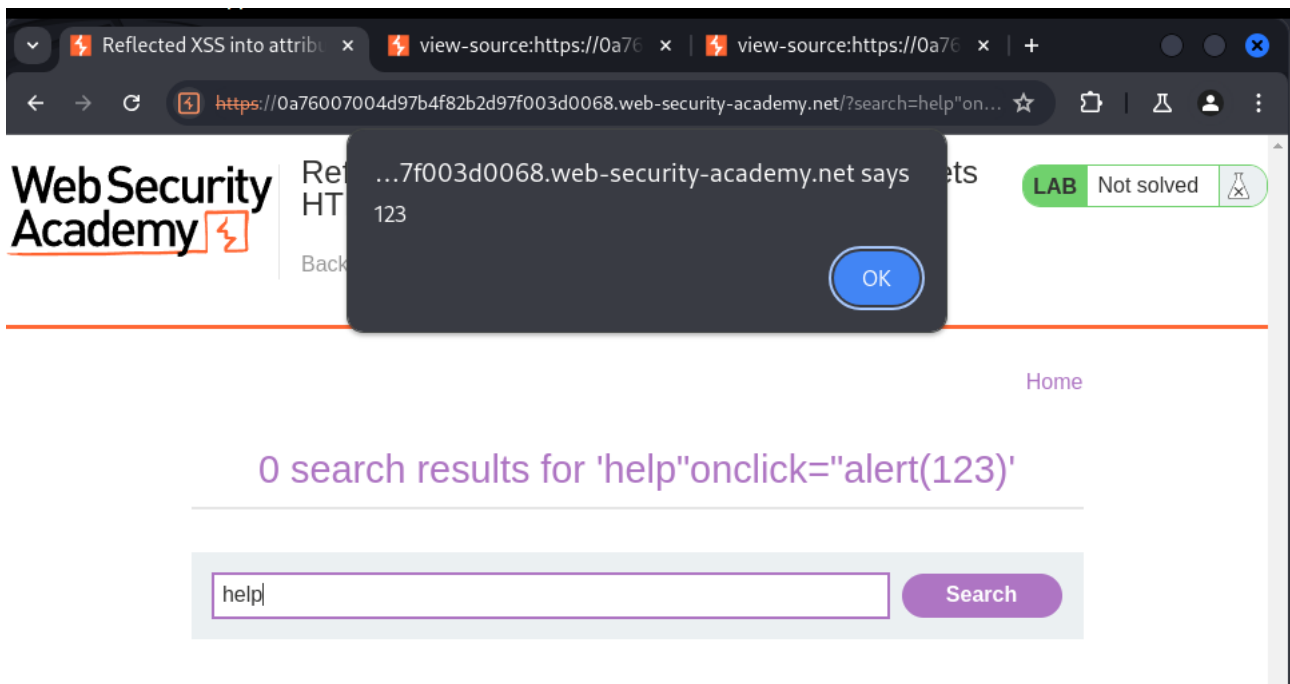 Reflected XSS into attribu
view-source:https://0a76
view-source:https://0a76
https://0a76007004d97b4f82b2d97f003d0068.web-security-academy.net/?search=help"on...
Web Security
Academy
Ref
ets
HT
Back
...7f003d0068.web-security-academy.net says
123
OK
LAB Not solved
Home
0 search results for 'help"onclick="alert(123)'
help
Search